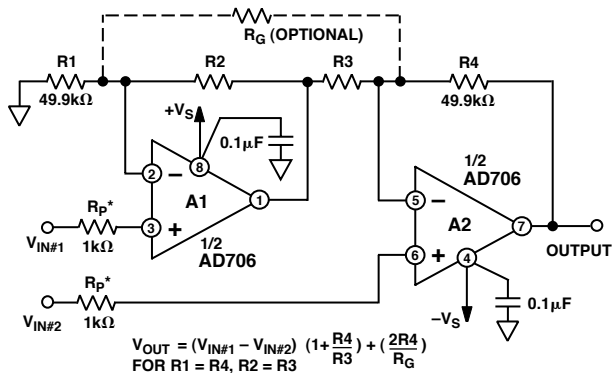 R_G (OPTIONAL)
R1
49.9kΩ
R2
R3
R4
49.9kΩ
+V_S
0.1μF
8
2
−
A1
1
3
+
1/2
AD706
R_P*
1kΩ
V_IN#1
1/2
AD706
5
−
A2
7
6
+
4
OUTPUT
0.1μF
−V_S
R_P*
1kΩ
V_IN#2
V_OUT = (V_IN#1 − V_IN#2) (1+ R4/R3) + (2R4/R_G)
FOR R1 = R4, R2 = R3